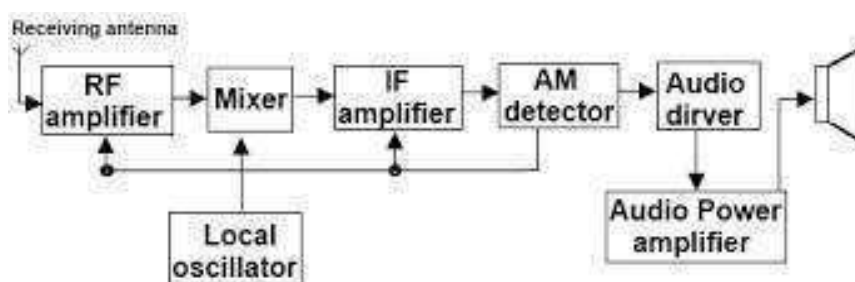 Receiving antenna
RF
amplifier
Mixer
IF
amplifier
AM
detector
Audio
dirver
Local
oscillator
Audio Power
amplifier